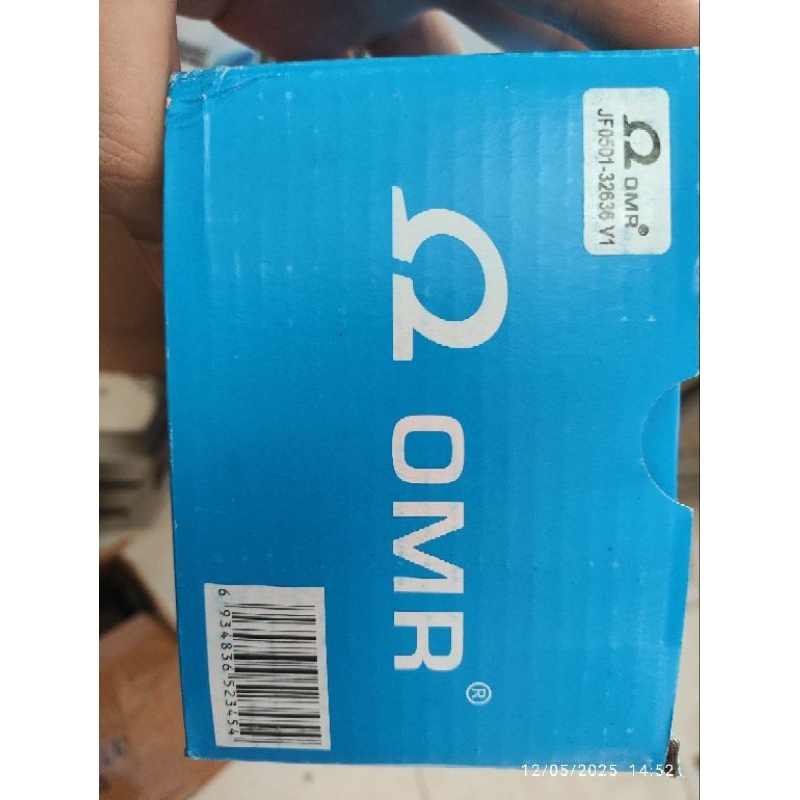 Ω OMR®
JF0501-32636 V1
Ω OMR®
6 934836 523454
12/05/2025 14:52